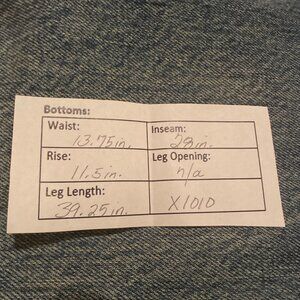 Bottoms:
Waist: 13.75in.
Inseam: 28in.
Rise: 11.5in.
Leg Opening: n/a
Leg Length: 39.25in.
X1010